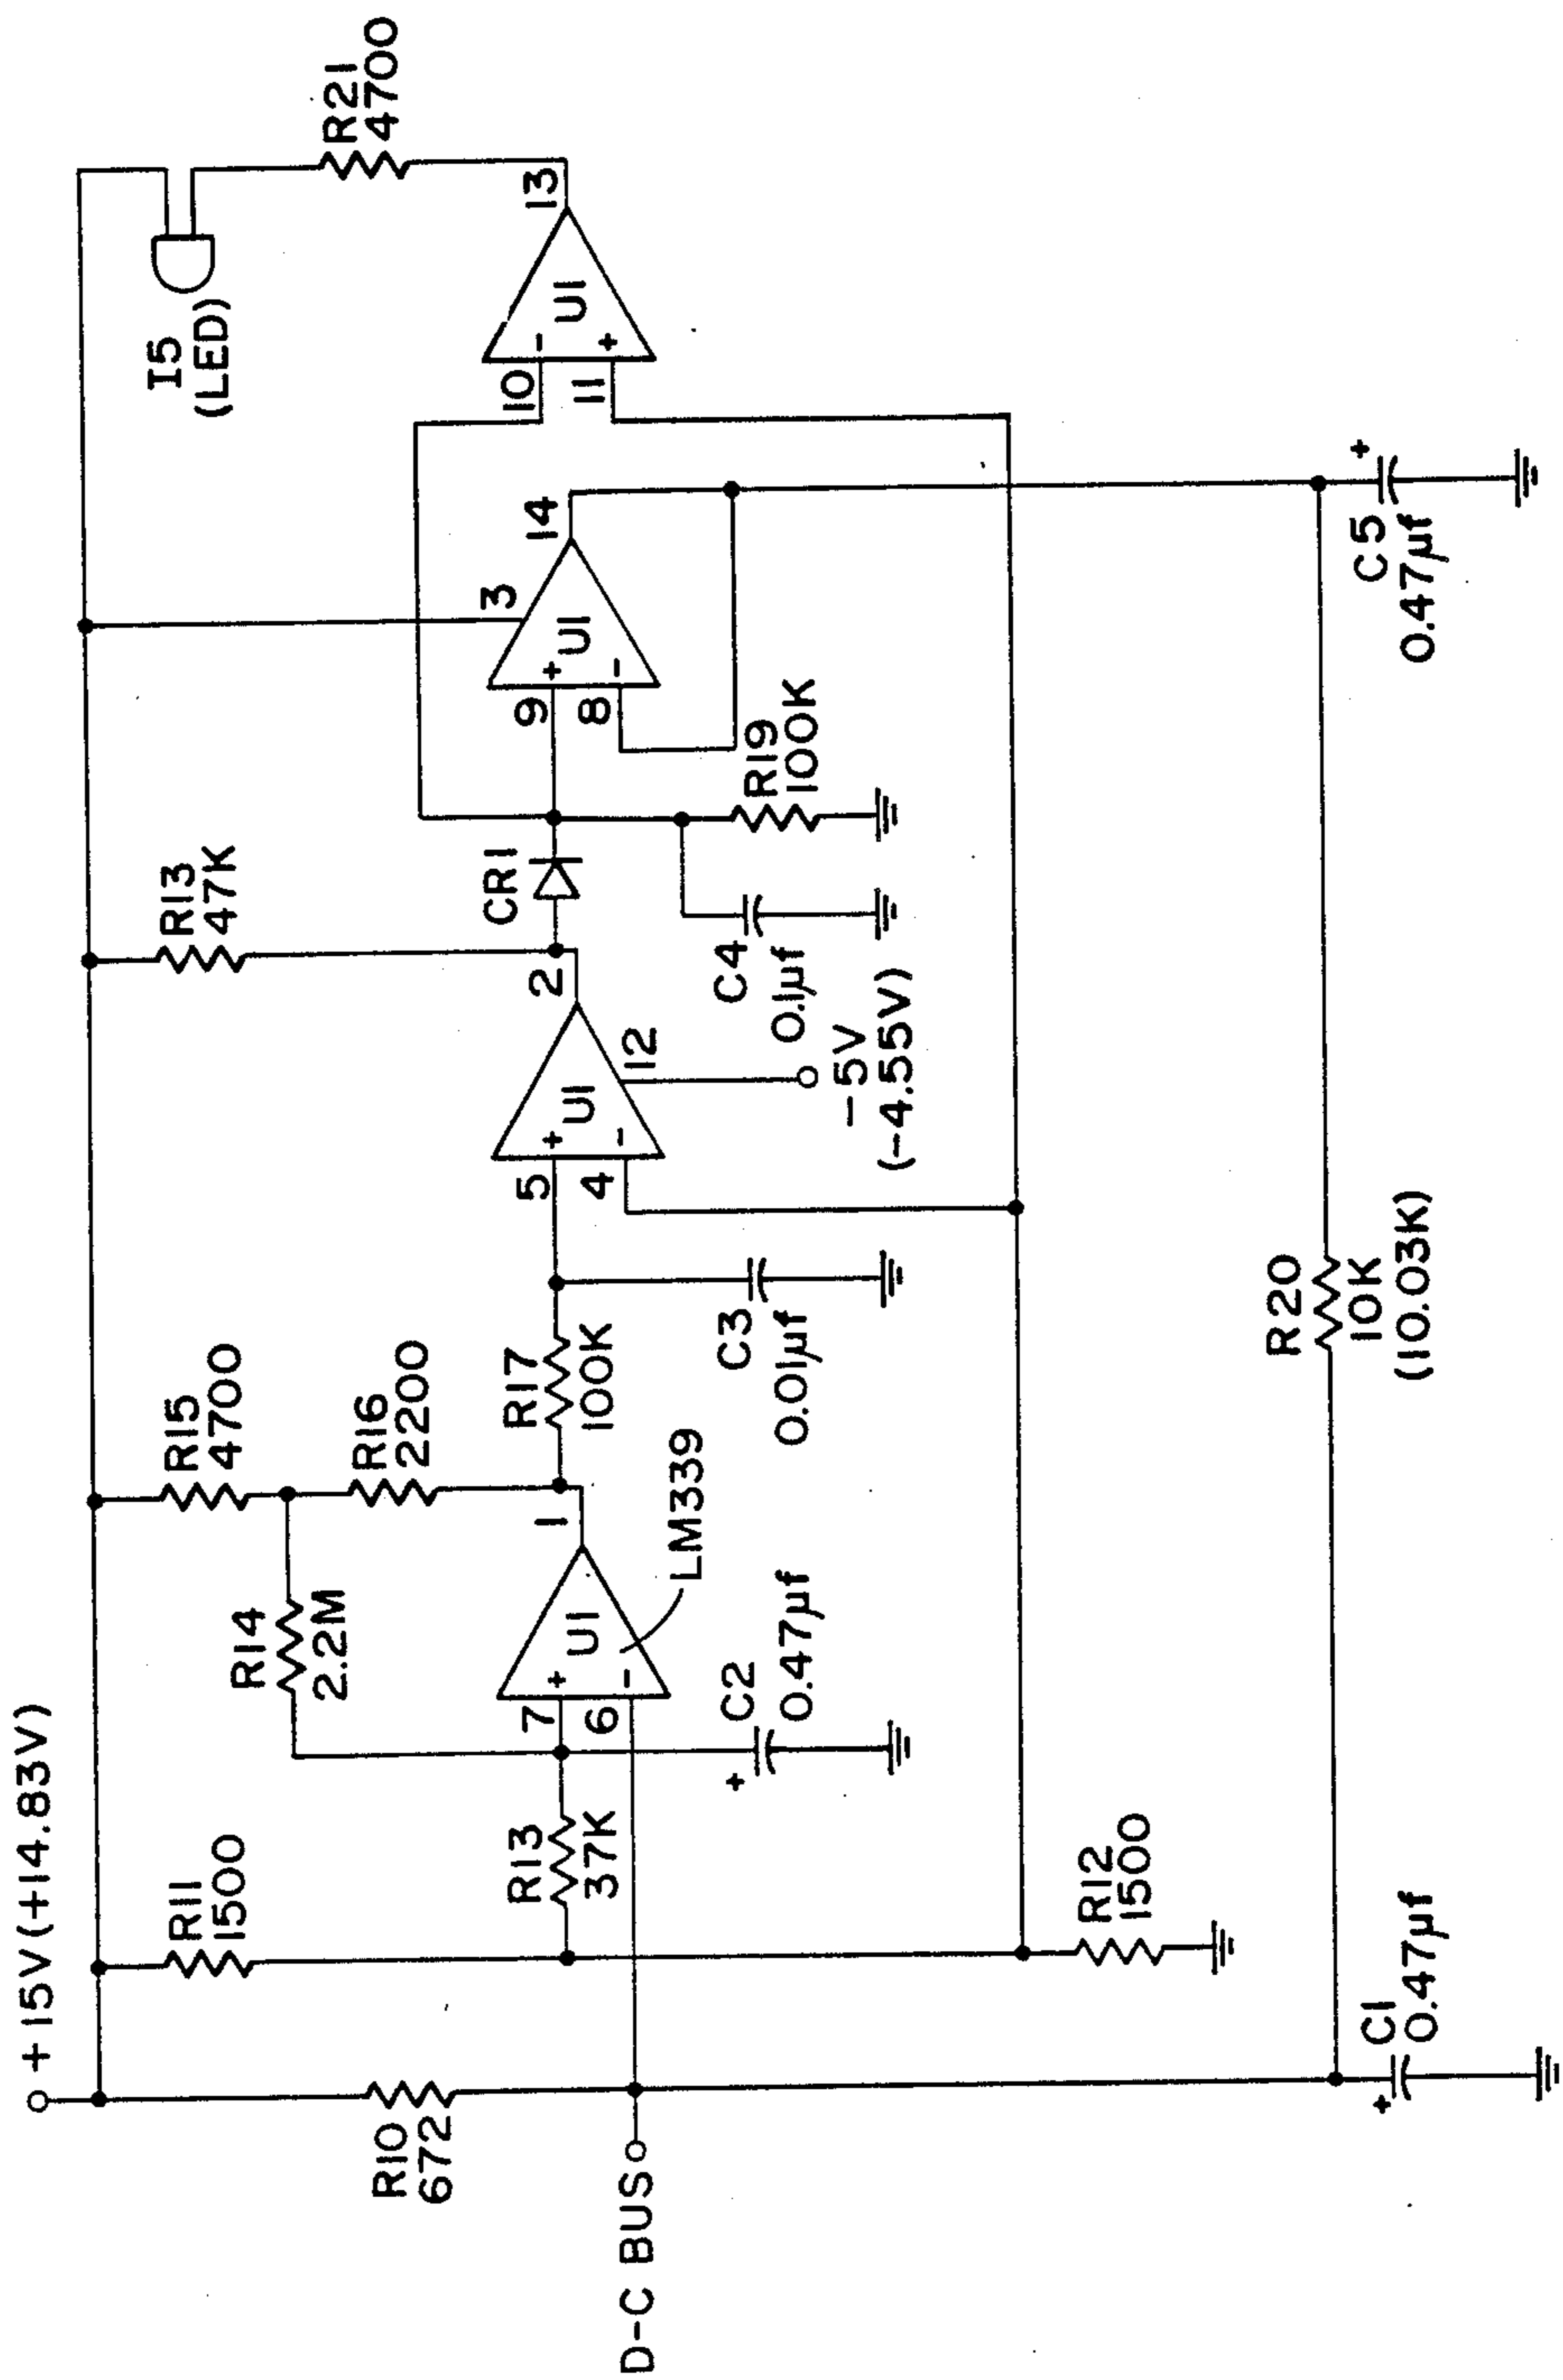 +15V (+14.83V)
R10
672
D-C BUS
R11
1500
R13
37K
7
6
+
-
U1
R14
2.2M
R15
4700
R16
2200
1
LM339
+
C2
0.47µf
R12
1500
+
C1
0.47µf
R17
100K
C3
0.01µf
5
4
+
-
U1
12
2
-5V
(-4.55V)
R13
47K
CR1
C4
0.1µf
R19
100K
9
8
+
-
U1
3
14
10
11
-
+
U1
13
I5
(LED)
R21
4700
R20
10K
(10.03K)
+
C5
0.47µf